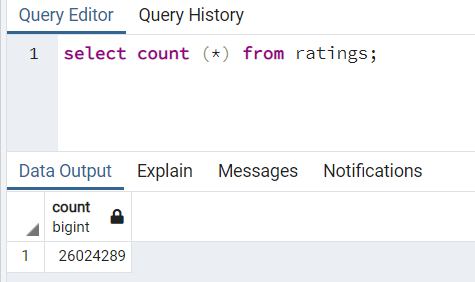 Query Editor Query History
1 select count (*) from ratings;
Data Output Explain Messages Notifications
count
bigint
1 26024289